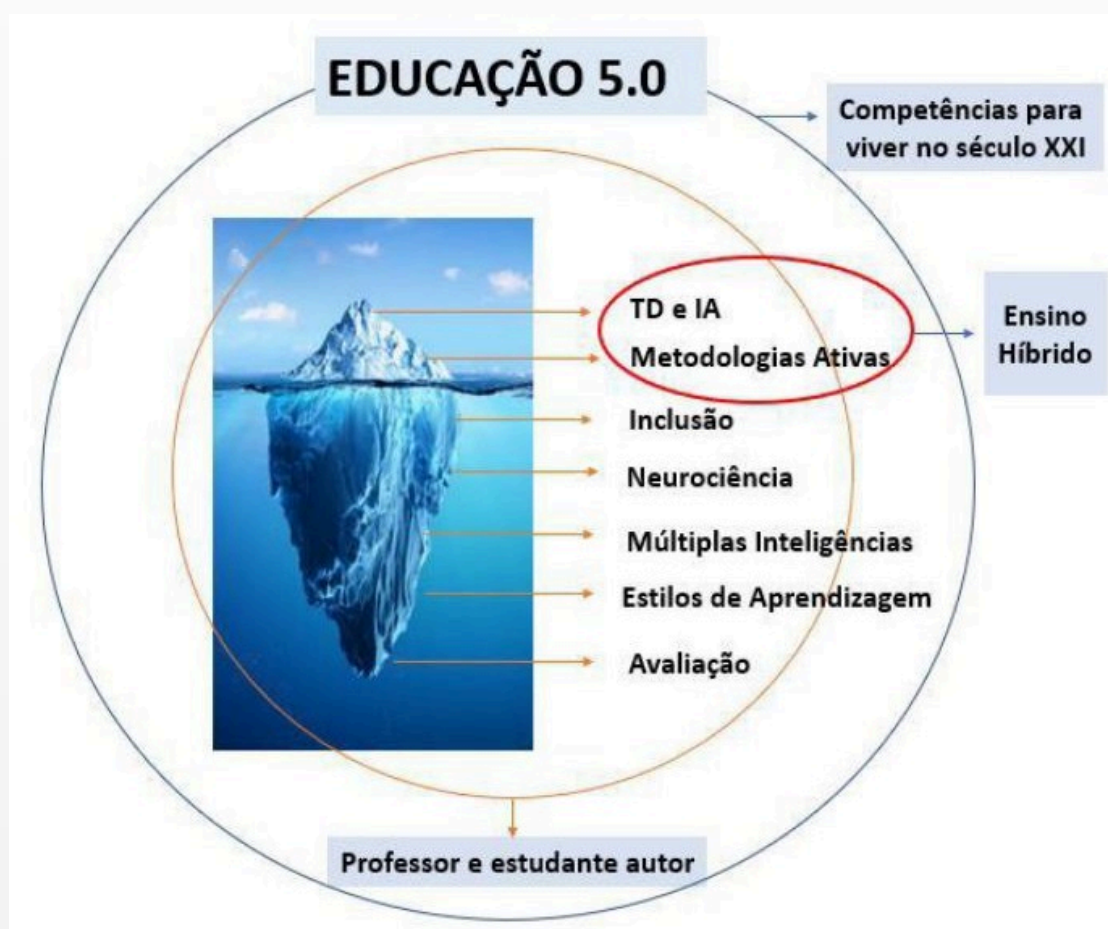 EDUCAÇÃO 5.0
Competências para
viver no século XXI
TD e IA
Metodologias Ativas
Ensino
Híbrido
Inclusão
Neurociência
Múltiplas Inteligências
Estilos de Aprendizagem
Avaliação
Professor e estudante autor